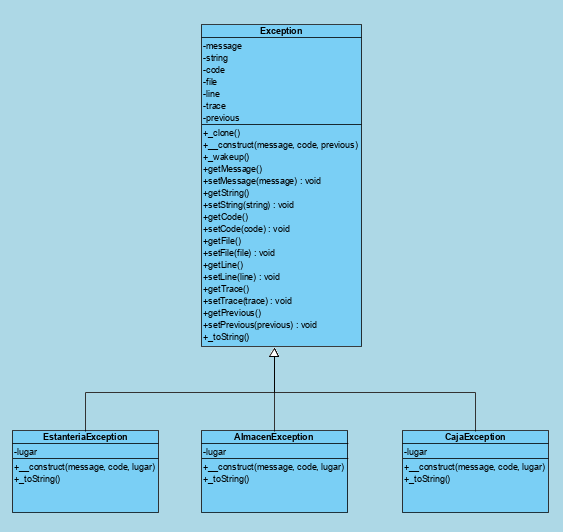 Exception
-message
-string
-code
-file
-line
-trace
-previous
+_clone()
+__construct(message, code, previous)
+_wakeup()
+getMessage()
+setMessage(message) : void
+getString()
+setString(string) : void
+getCode()
+setCode(code) : void
+getFile()
+setFile(file) : void
+getLine()
+setLine(line) : void
+getTrace()
+setTrace(trace) : void
+getPrevious()
+setPrevious(previous) : void
+_toString()
EstanteriaException
-lugar
+__construct(message, code, lugar)
+_toString()
AlmacenException
-lugar
+__construct(message, code, lugar)
+_toString()
CajaException
-lugar
+__construct(message, code, lugar)
+_toString()